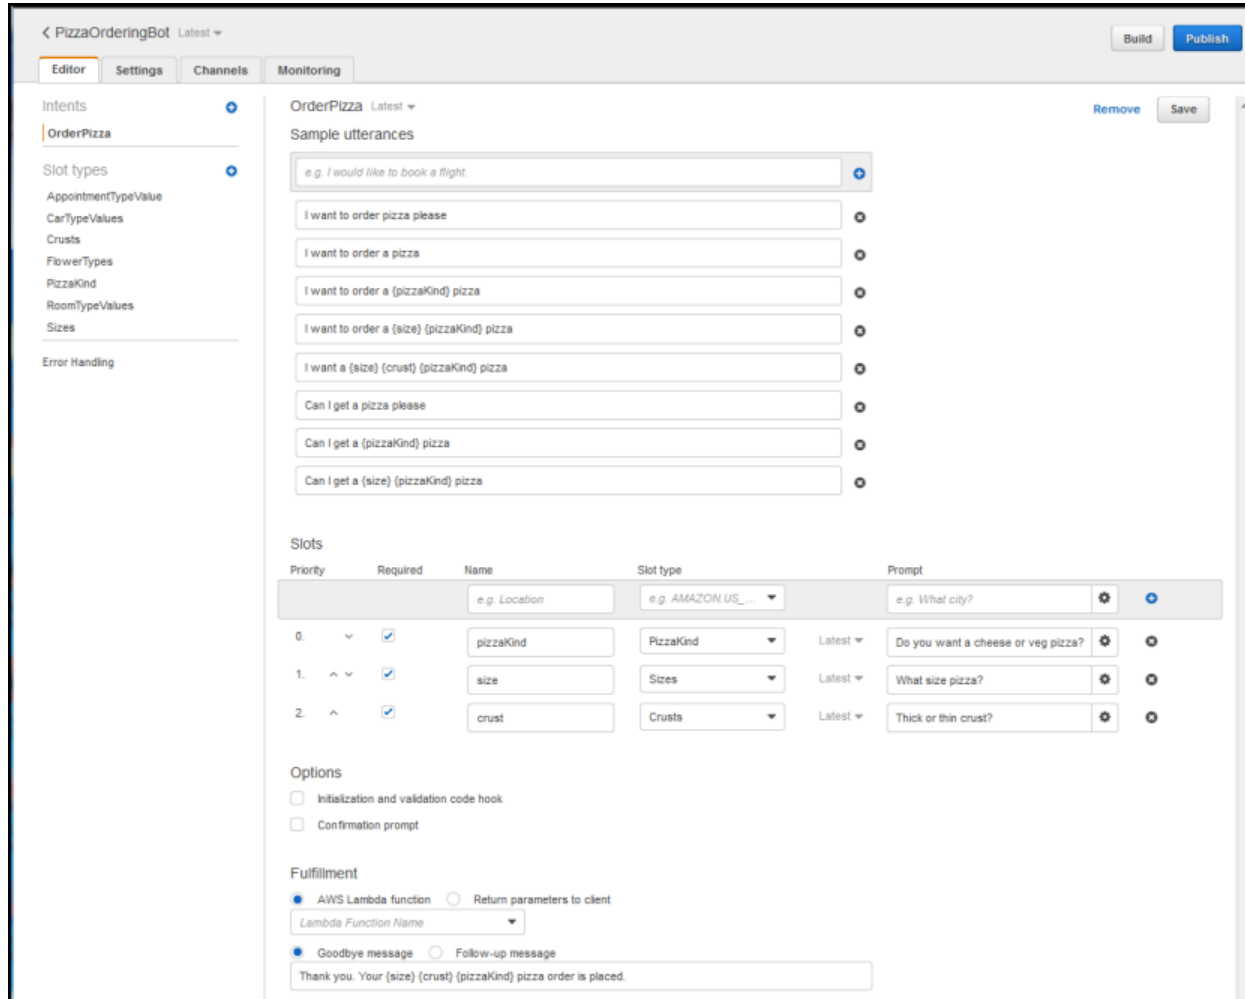 PizzaOrderingBot Latest
Build
Publish
Editor
Settings
Channels
Monitoring
Intents
OrderPizza
Slot types
AppointmentTypeValue
CarTypeValues
Crusts
FlowerTypes
PizzaKind
RoomTypeValues
Sizes
Error Handling
OrderPizza Latest
Remove
Save
Sample utterances
e.g. I would like to book a flight.
I want to order pizza please
I want to order a pizza
I want to order a {pizzaKind} pizza
I want to order a {size} {pizzaKind} pizza
I want a {size} {crust} {pizzaKind} pizza
Can I get a pizza please
Can I get a {pizzaKind} pizza
Can I get a {size} {pizzaKind} pizza
Slots
Priority Required Name Slot type Prompt
e.g. Location e.g. AMAZON.US_... e.g. What city?
0. pizzaKind PizzaKind Latest Do you want a cheese or veg pizza?
1. size Sizes Latest What size pizza?
2. crust Crusts Latest Thick or thin crust?
Options
Initialization and validation code hook
Confirmation prompt
Fulfillment
AWS Lambda function Return parameters to client
Lambda Function Name
Goodbye message Follow-up message
Thank you. Your {size} {crust} {pizzaKind} pizza order is placed.